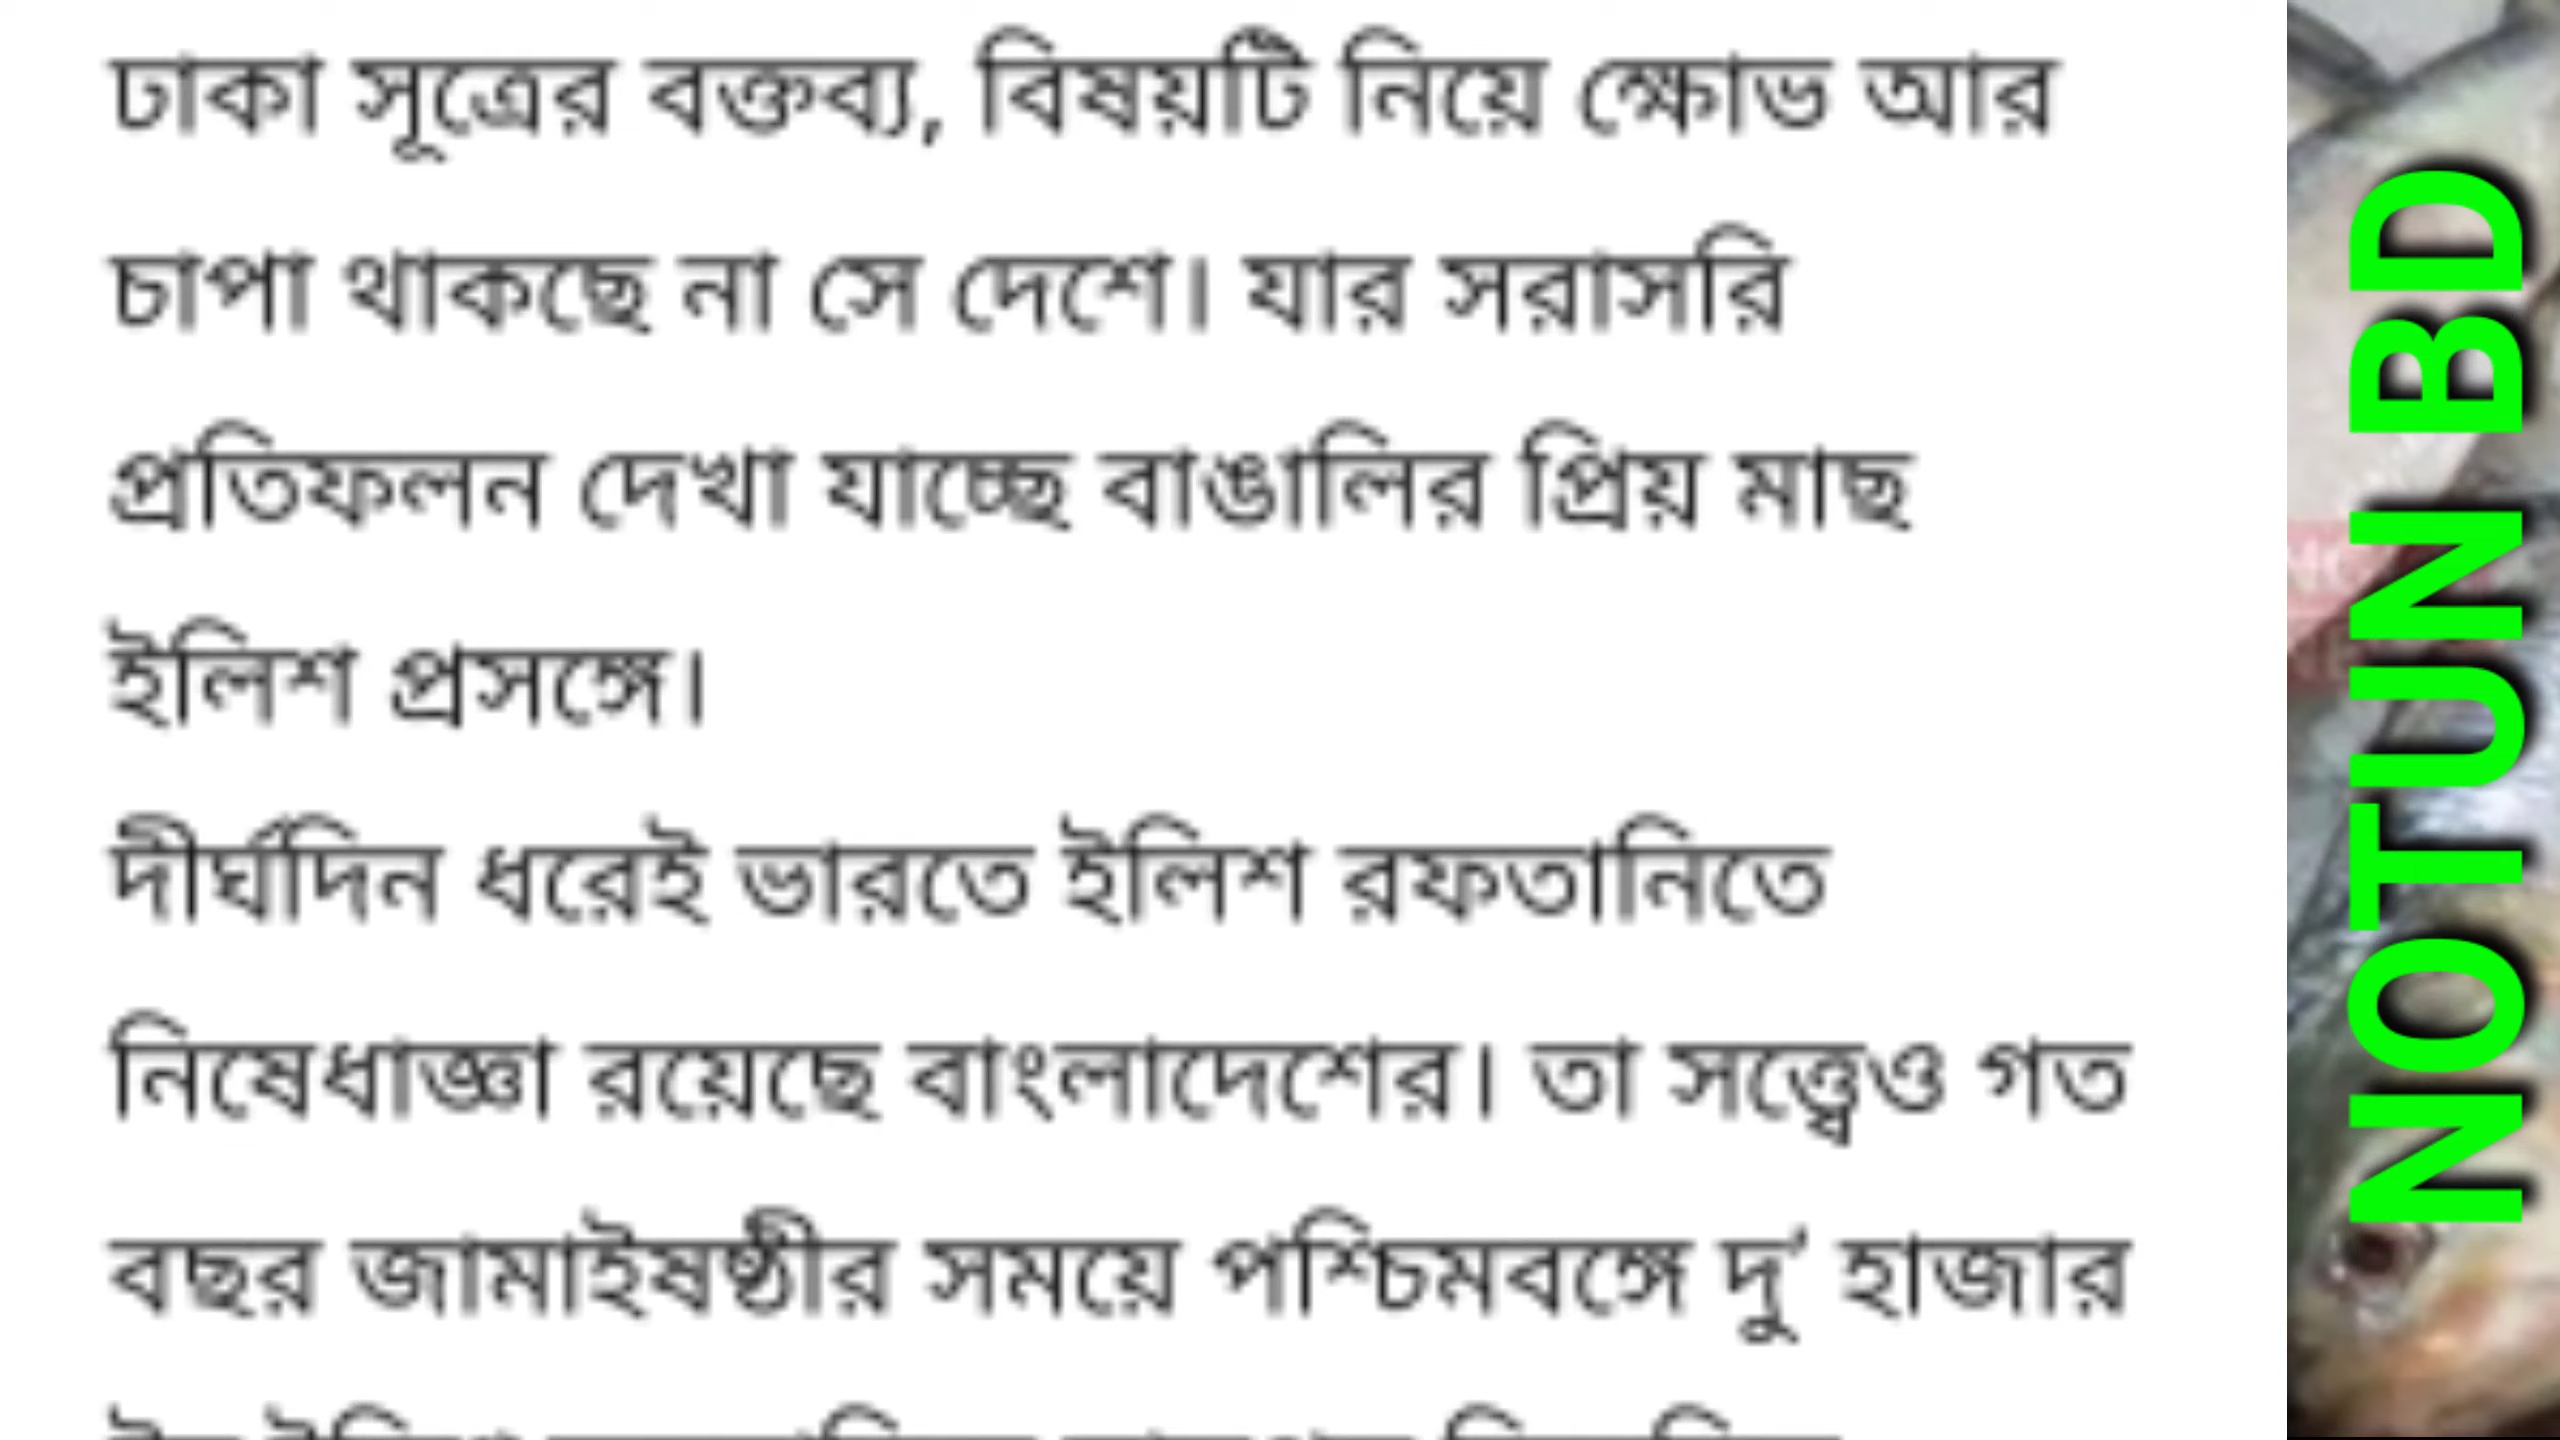 ঢাকা সূত্রের বক্তব্য, বিষয়টি নিয়ে ক্ষোভ আর
চাপা থাকছে না সে দেশে। যার সরাসরি
প্রতিফলন দেখা যাচ্ছে বাঙালির প্রিয় মাছ
ইলিশ প্রসঙ্গে।
দীর্ঘদিন ধরেই ভারতে ইলিশ রফতানিতে
নিষেধাজ্ঞা রয়েছে বাংলাদেশের। তা সত্ত্বেও গত
বছর জামাইষষ্ঠীর সময়ে পশ্চিমবঙ্গে দু’ হাজার
NOTUN BD